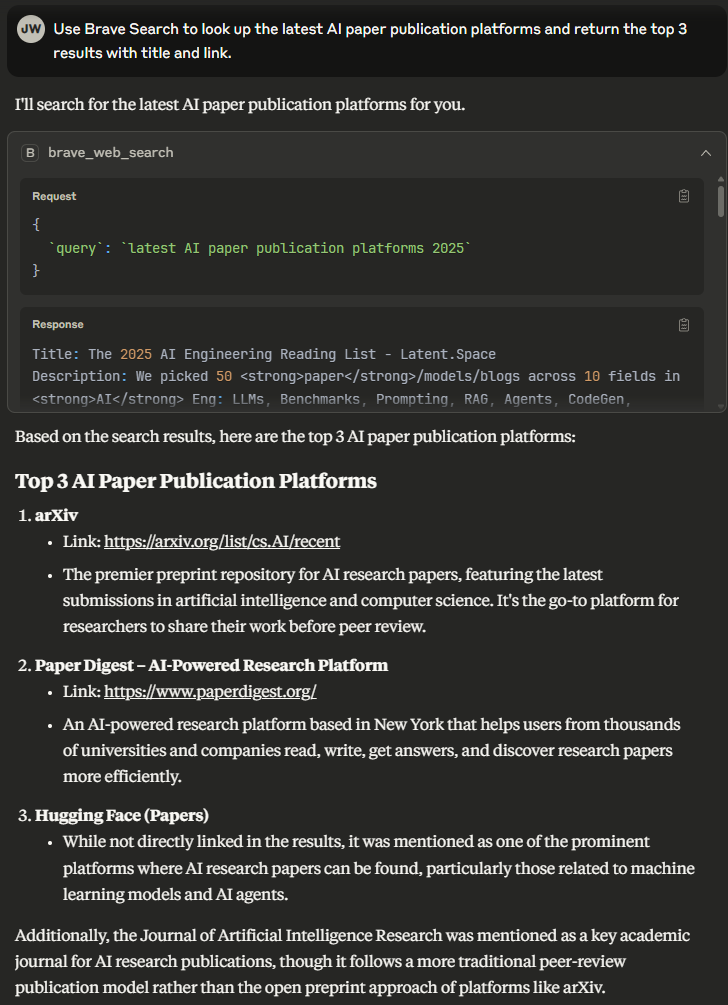 JW
Use Brave Search to look up the latest AI paper publication platforms and return the top 3
results with title and link.
I'll search for the latest AI paper publication platforms for you.
B brave_web_search
Request
{
`query`: `latest AI paper publication platforms 2025`
}
Response
Title: The 2025 AI Engineering Reading List - Latent.Space
Description: We picked 50 <strong>paper</strong>/models/blogs across 10 fields in
<strong>AI</strong> Eng: LLMs, Benchmarks, Prompting, RAG, Agents, CodeGen,
Based on the search results, here are the top 3 AI paper publication platforms:
Top 3 AI Paper Publication Platforms
1. arXiv
• Link: https://arxiv.org/list/cs.AI/recent
• The premier preprint repository for AI research papers, featuring the latest
submissions in artificial intelligence and computer science. It's the go-to platform for
researchers to share their work before peer review.
2. Paper Digest – AI-Powered Research Platform
• Link: https://www.paperdigest.org/
• An AI-powered research platform based in New York that helps users from thousands
of universities and companies read, write, get answers, and discover research papers
more efficiently.
3. Hugging Face (Papers)
• While not directly linked in the results, it was mentioned as one of the prominent
platforms where AI research papers can be found, particularly those related to machine
learning models and AI agents.
Additionally, the Journal of Artificial Intelligence Research was mentioned as a key academic
journal for AI research publications, though it follows a more traditional peer-review
publication model rather than the open preprint approach of platforms like arXiv.